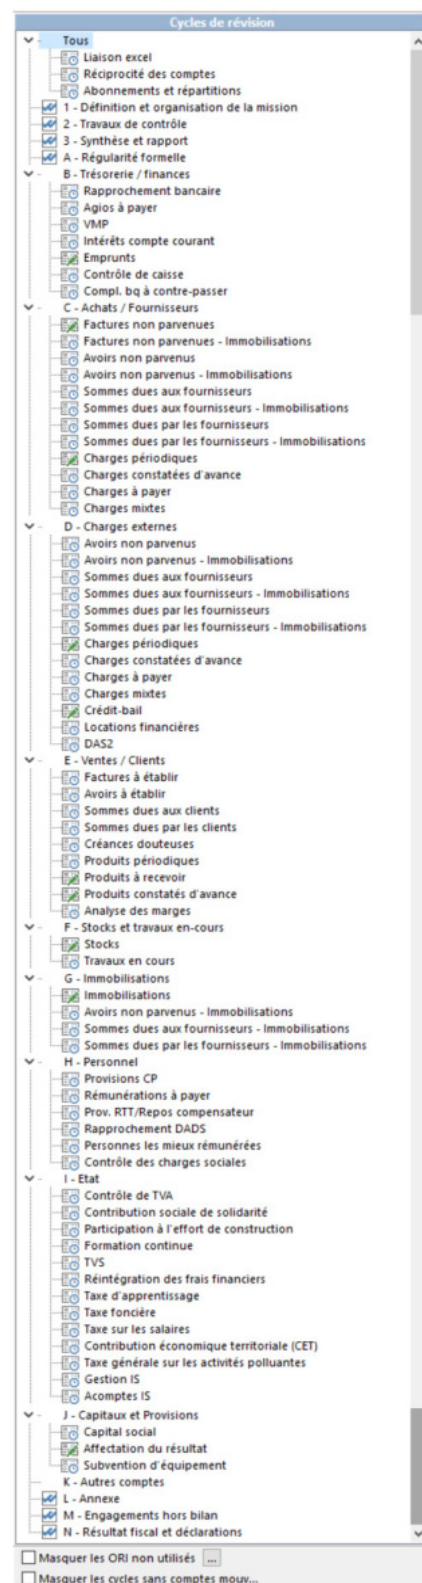 Cycles de révision
Tous
Liaison excel
Réciprocité des comptes
Abonnements et répartitions
1 - Définition et organisation de la mission
2 - Travaux de contrôle
3 - Synthèse et rapport
A - Régularité formelle
B - Trésorerie / finances
Rapprochement bancaire
Agios à payer
VMP
Intérêts compte courant
Emprunts
Contrôle de caisse
Compl. bq à contre-passer
C - Achats / Fournisseurs
Factures non parvenues
Factures non parvenues - Immobilisations
Avoirs non parvenus
Avoirs non parvenus - Immobilisations
Sommes dues aux fournisseurs
Sommes dues aux fournisseurs - Immobilisations
Sommes dues par les fournisseurs
Sommes dues par les fournisseurs - Immobilisations
Charges périodiques
Charges constatées d'avance
Charges à payer
Charges mixtes
D - Charges externes
Avoirs non parvenus
Avoirs non parvenus - Immobilisations
Sommes dues aux fournisseurs
Sommes dues aux fournisseurs - Immobilisations
Sommes dues par les fournisseurs
Sommes dues par les fournisseurs - Immobilisations
Charges périodiques
Charges constatées d'avance
Charges à payer
Charges mixtes
Crédit-bail
Locations financières
DAS2
E - Ventes / Clients
Factures à établir
Avoirs à établir
Sommes dues aux clients
Sommes dues par les clients
Créances douteuses
Produits périodiques
Produits à recevoir
Produits constatés d'avance
Analyse des marges
F - Stocks et travaux en-cours
Stocks
Travaux en cours
G - Immobilisations
Immobilisations
Avoirs non parvenus - Immobilisations
Sommes dues aux fournisseurs - Immobilisations
Sommes dues par les fournisseurs - Immobilisations
H - Personnel
Provisions CP
Rémunérations à payer
Prov. RTT/Repos compensateur
Rapprochement DADS
Personnes les mieux rémunérées
Contrôle des charges sociales
I - Etat
Contrôle de TVA
Contribution sociale de solidarité
Participation à l'effort de construction
Formation continue
TVS
Réintégration des frais financiers
Taxe d'apprentissage
Taxe foncière
Taxe sur les salaires
Contribution économique territoriale (CET)
Taxe générale sur les activités polluantes
Gestion IS
Acomptes IS
J - Capitaux et Provisions
Capital social
Affectation du résultat
Subvention d'équipement
K - Autres comptes
L - Annexe
M - Engagements hors bilan
N - Résultat fiscal et déclarations
Masquer les ORI non utilisés ...
Masquer les cycles sans comptes mouv...